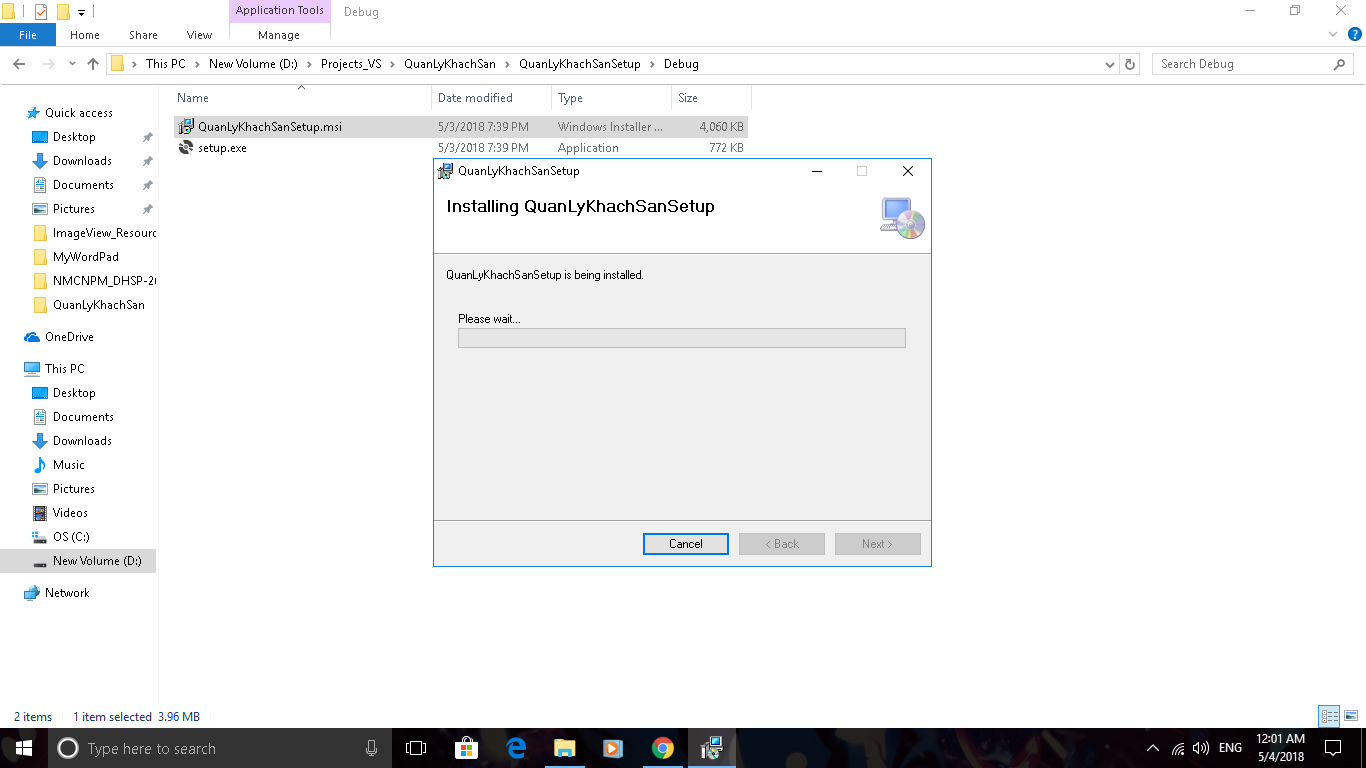 Application Tools
Debug
File
Home
Share
View
Manage
This PC
New Volume (D:)
Projects_VS
QuanLyKhachSan
QuanLyKhachSanSetup
Debug
Search Debug
Name
Date modified
Type
Size
QuanLyKhachSanSetup.msi
5/3/2018 7:39 PM
Windows Installer ...
4,060 KB
setup.exe
5/3/2018 7:39 PM
Application
772 KB
Quick access
Desktop
Downloads
Documents
Pictures
ImageView_Resourc
MyWordPad
NMCNPM_DHSP-20
QuanLyKhachSan
OneDrive
This PC
Desktop
Documents
Downloads
Music
Pictures
Videos
OS (C:)
New Volume (D:)
Network
QuanLyKhachSanSetup
Installing QuanLyKhachSanSetup
QuanLyKhachSanSetup is being installed.
Please wait...
Cancel
< Back
Next >
2 items
1 item selected 3.96 MB
Type here to search
ENG
12:01 AM
5/4/2018